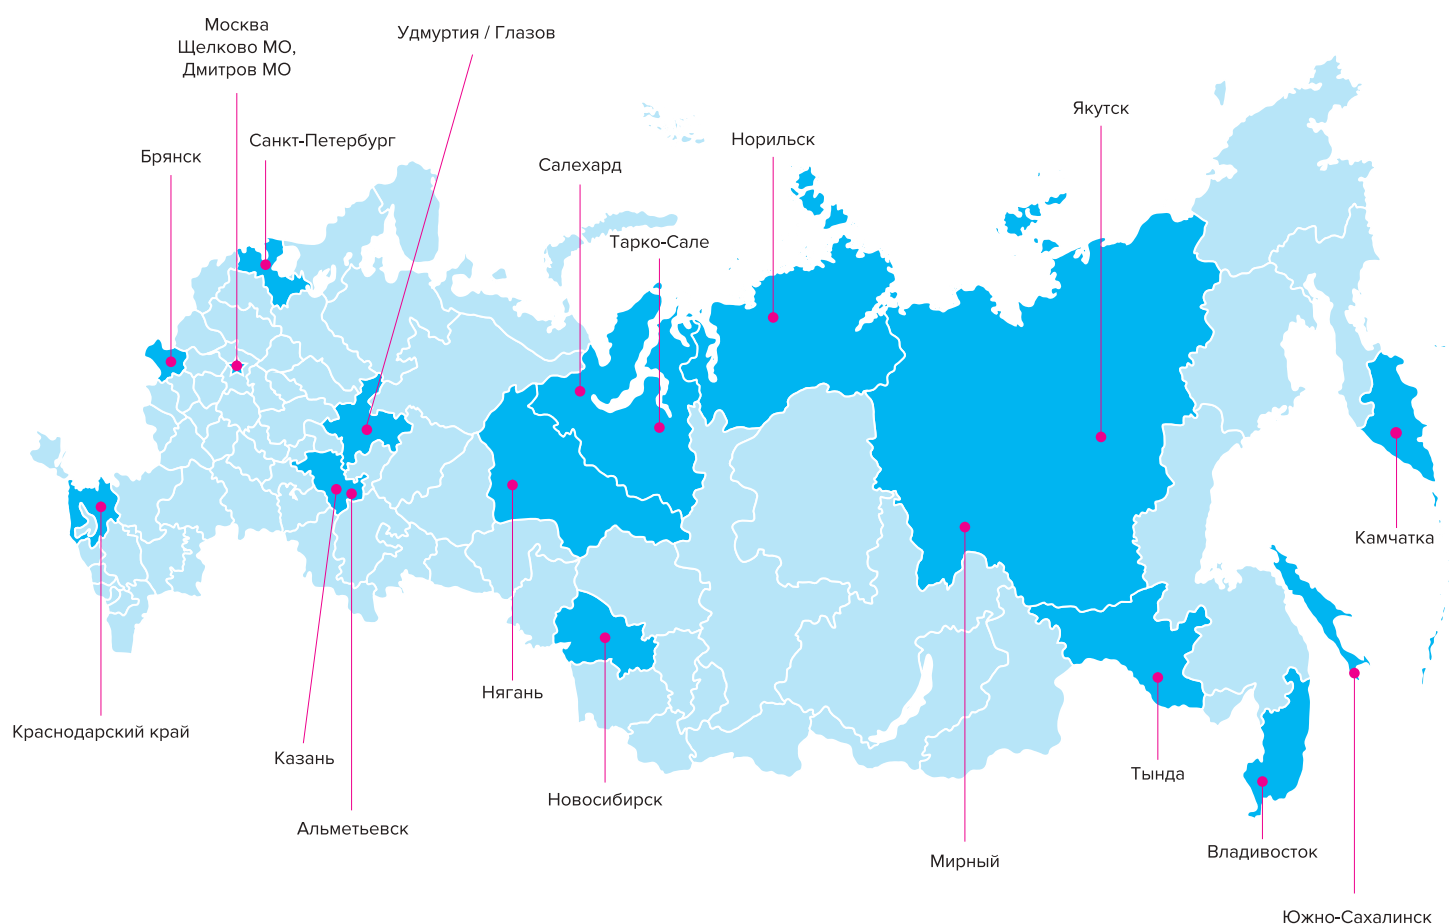 Москва
Щелково МО,
Дмитров МО
Удмуртия / Глазов
Якутск
Санкт-Петербург
Норильск
Брянск
Салехард
Тарко-Сале
Камчатка
Нягань
Краснодарский край
Казань
Тында
Новосибирск
Альметьевск
Владивосток
Мирный
Южно-Сахалинск